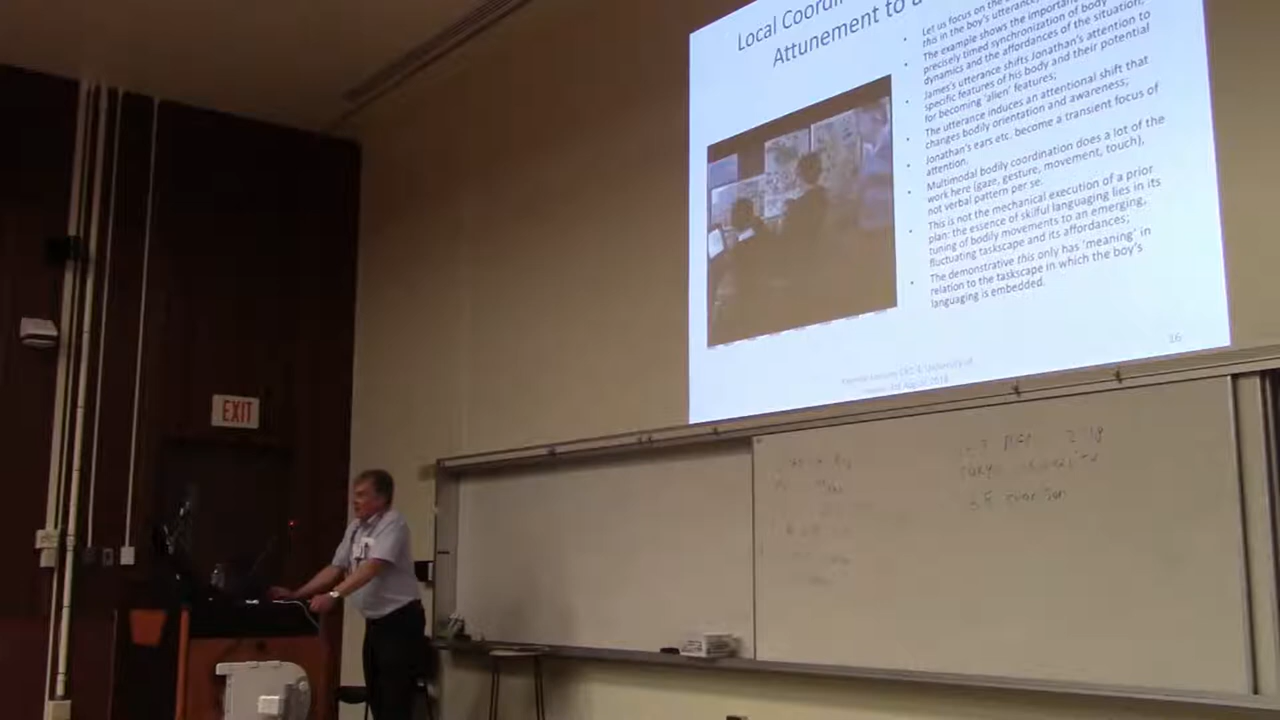 Local Coordi
Attunement to a
Let us focus on the
this in the boy's utterance
The example shows the importan
precisely timed synchronization of body
dynamics and the affordances of the situation;
James's utterance shifts Jonathan's attention to
specific features of his body and their potential
for becoming 'alien' features;
The utterance induces an attentional shift that
changes bodily orientation and awareness;
Jonathan's ears etc. become a transient focus of
attention.
Multimodal bodily coordination does a lot of the
work here (gaze, gesture, movement, touch),
not verbal pattern per se.
This is not the mechanical execution of a prior
plan: the essence of skilful languaging lies in its
tuning of bodily movements to an emerging,
fluctuating taskscape and its affordances;
The demonstrative this only has 'meaning' in
relation to the taskscape in which the boy's
languaging is embedded.
16
EXIT